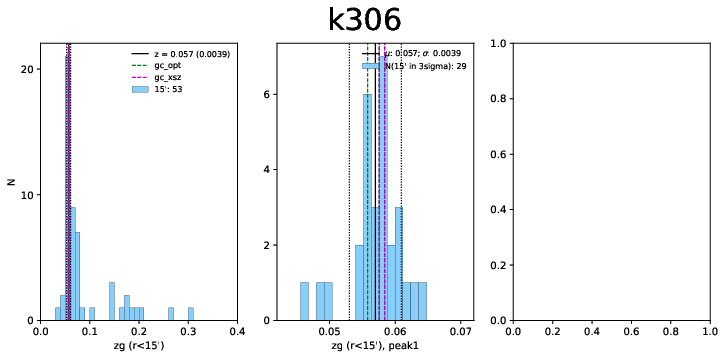 k306
z = 0.057 (0.0039)
gc_opt
gc_xsz
15': 53
N
20
10
0
0.0 0.1 0.2 0.3 0.4
zg (r<15')
μ: 0.057; σ: 0.0039
N(15' in 3sigma): 29
6
4
2
0
0.05 0.06 0.07
zg (r<15'), peak1
1.0
0.8
0.6
0.4
0.2
0.0
0.0 0.2 0.4 0.6 0.8 1.0